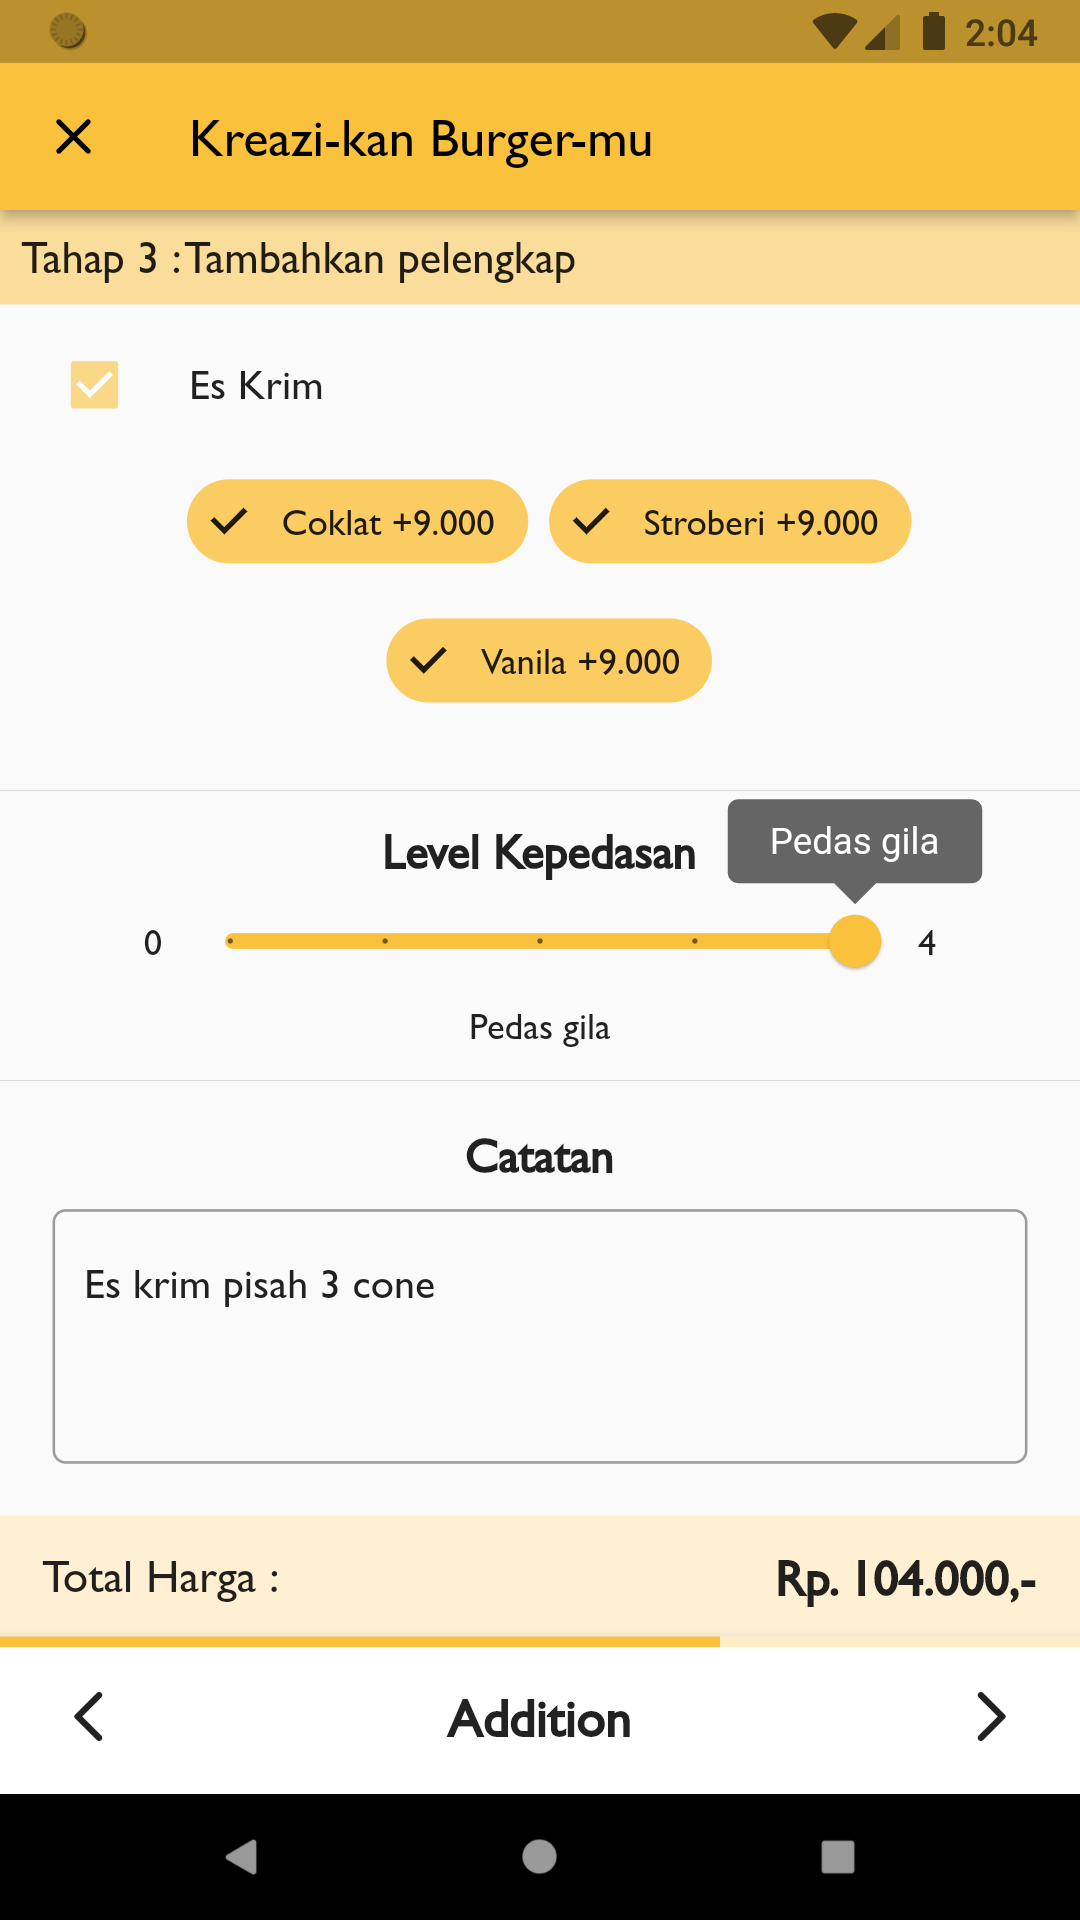 2:04
Kreazi-kan Burger-mu
Tahap 3 : Tambahkan pelengkap
Es Krim
Coklat +9.000 Stroberi +9.000
Vanila +9.000
Pedas gila
Level Kepedasan
0 4
Pedas gila
Catatan
Es krim pisah 3 cone
Total Harga : Rp. 104.000,-
Addition